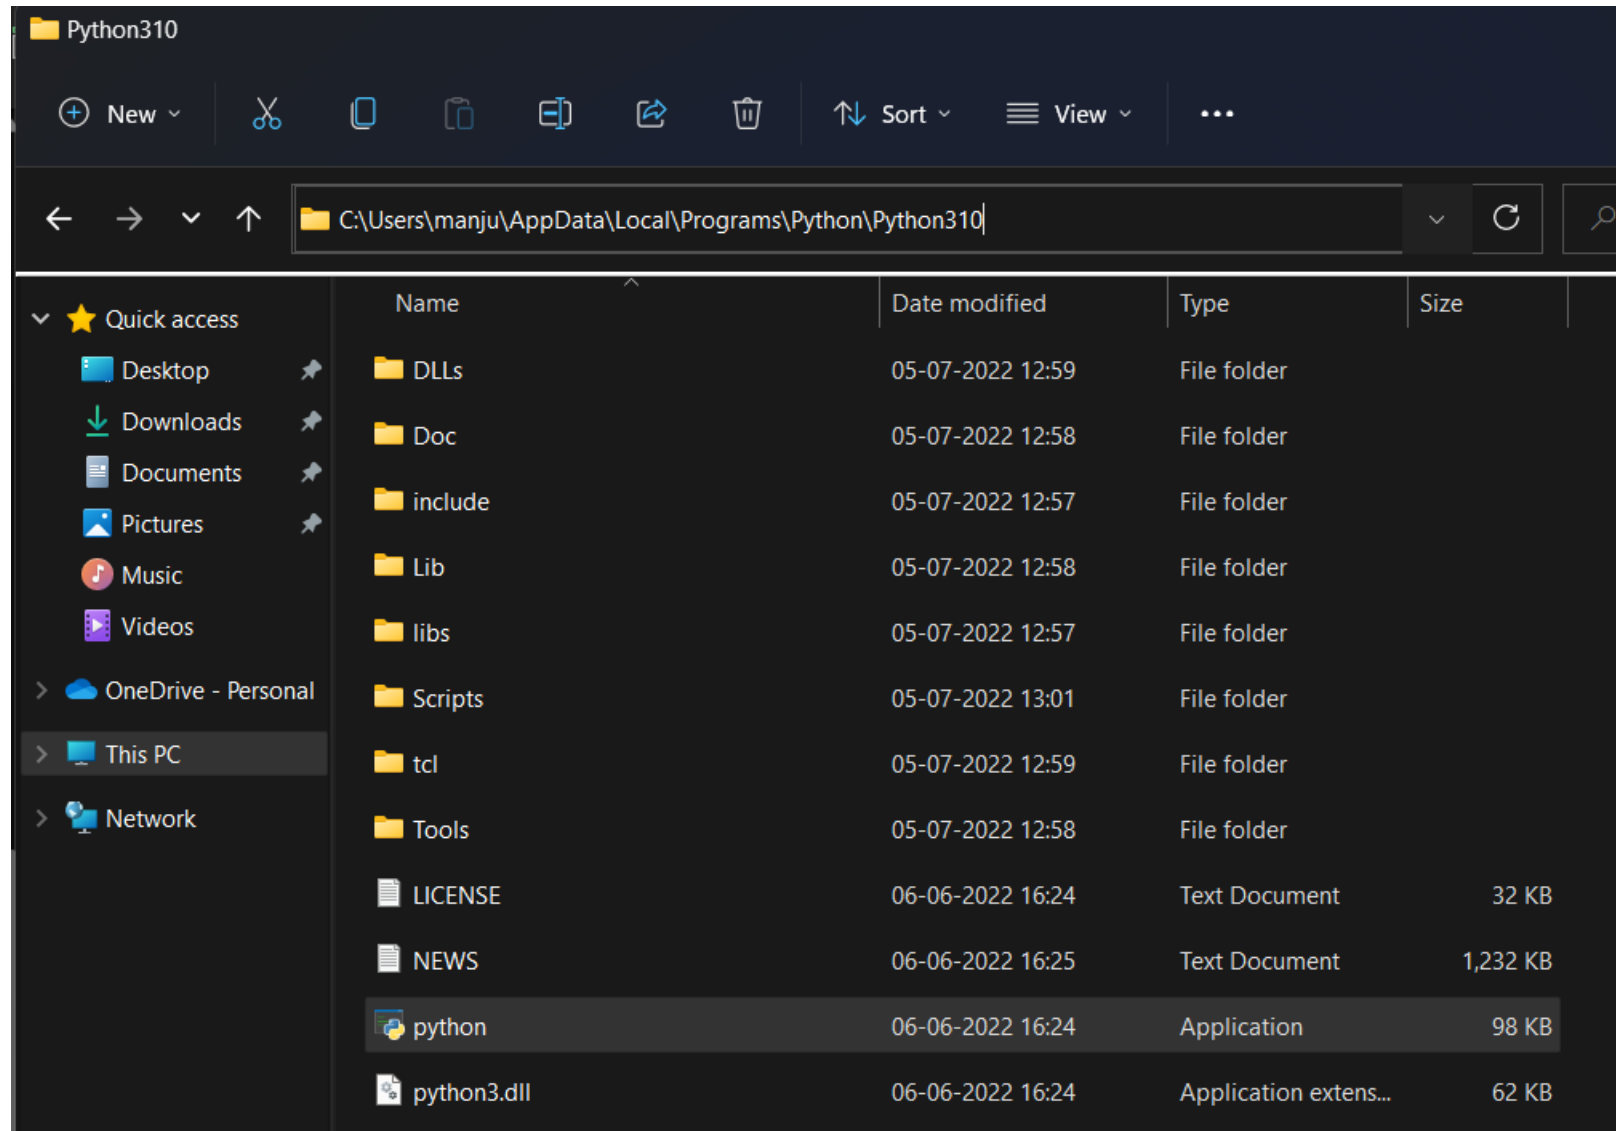 Python310
New Sort View
C:\Users\manju\AppData\Local\Programs\Python\Python310
Name Date modified Type Size
Quick access
Desktop
Downloads
Documents
Pictures
Music
Videos
OneDrive - Personal
This PC
Network
DLLs 05-07-2022 12:59 File folder
Doc 05-07-2022 12:58 File folder
include 05-07-2022 12:57 File folder
Lib 05-07-2022 12:58 File folder
libs 05-07-2022 12:57 File folder
Scripts 05-07-2022 13:01 File folder
tcl 05-07-2022 12:59 File folder
Tools 05-07-2022 12:58 File folder
LICENSE 06-06-2022 16:24 Text Document 32 KB
NEWS 06-06-2022 16:25 Text Document 1,232 KB
python 06-06-2022 16:24 Application 98 KB
python3.dll 06-06-2022 16:24 Application extens... 62 KB